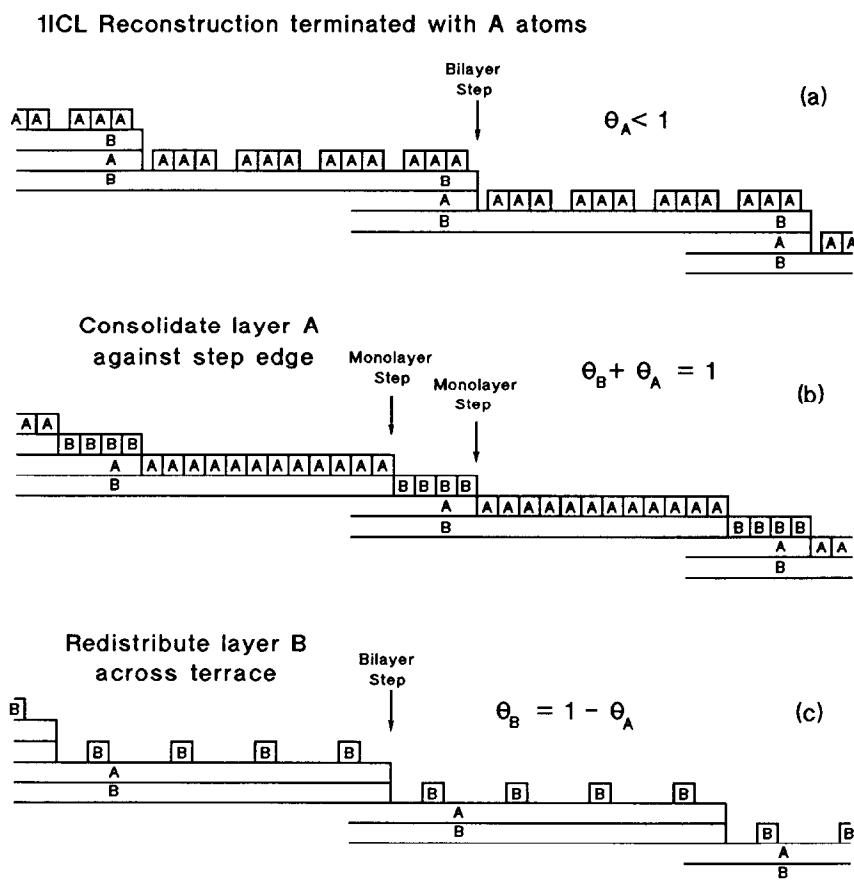 1ICL Reconstruction terminated with A atoms
Bilayer
Step
(a)
θA < 1
A A A A A
B
A A A A A A A A A A A A A
B B
A A A A A A A A A A A A A
B B
A A A
B
Consolidate layer A
against step edge
Monolayer
Step
Monolayer
Step
θB + θA = 1
(b)
A A
B B B B
A A A A A A A A A A A A A
B B B B B
A A A A A A A A A A A A A
B B B B B
A A A
B
Redistribute layer B
across terrace
Bilayer
Step
θB = 1 - θA
(c)
B
B B B B
A
B B B B B
A
B B B
A
B